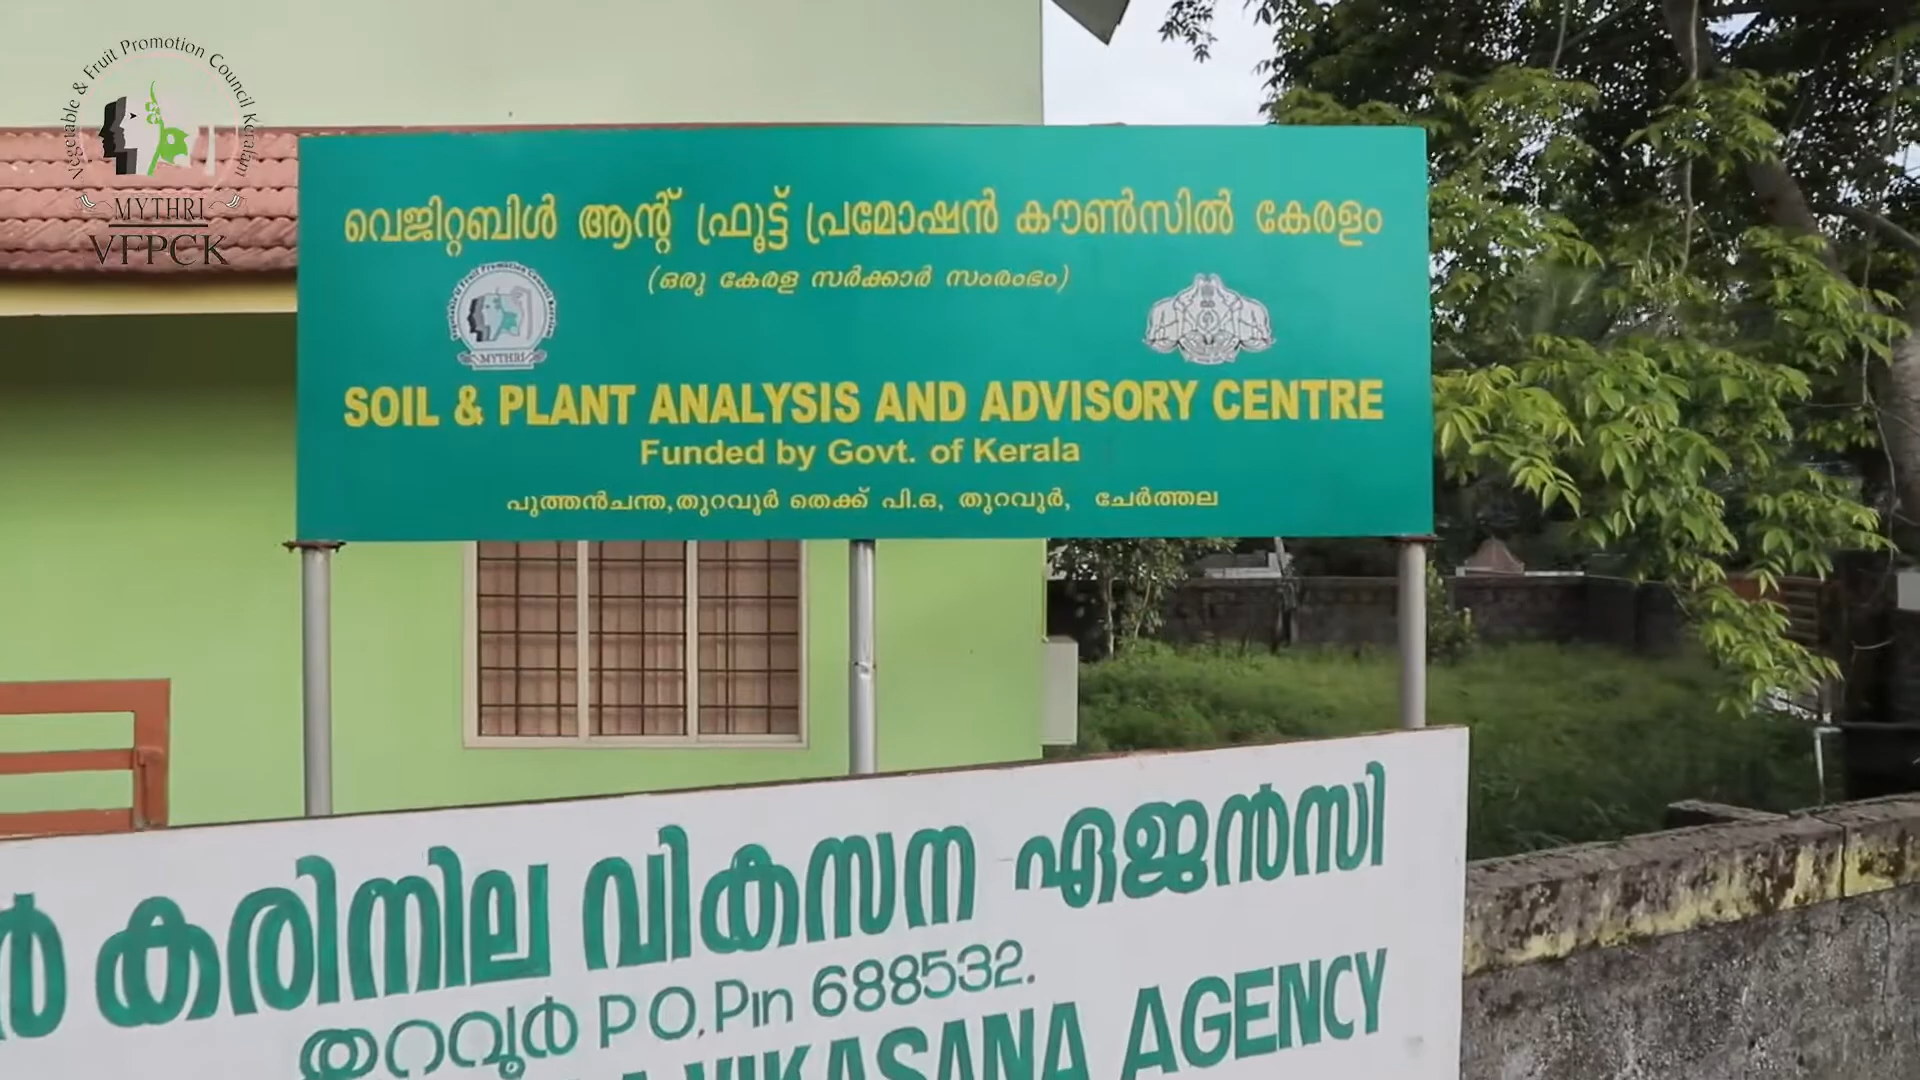 Vegetable & Fruit Promotion Council Keralam
MYTHRI
VFPCK
വെജിറ്റബിൾ ആന്റ് ഫ്രൂട്ട് പ്രമോഷൻ കൗൺസിൽ കേരളം
(ഒരു കേരള സർക്കാർ സംരംഭം)
MYTHRI
SOIL & PLANT ANALYSIS AND ADVISORY CENTRE
Funded by Govt. of Kerala
പുത്തൻചന്ത,തുറവൂർ തെക്ക് പി.ഒ, തുറവൂർ, ചേർത്തല
കരിനില വികസന ഏജൻസി
തുറവൂർ P O, Pin 688532.
VIKASANA AGENCY